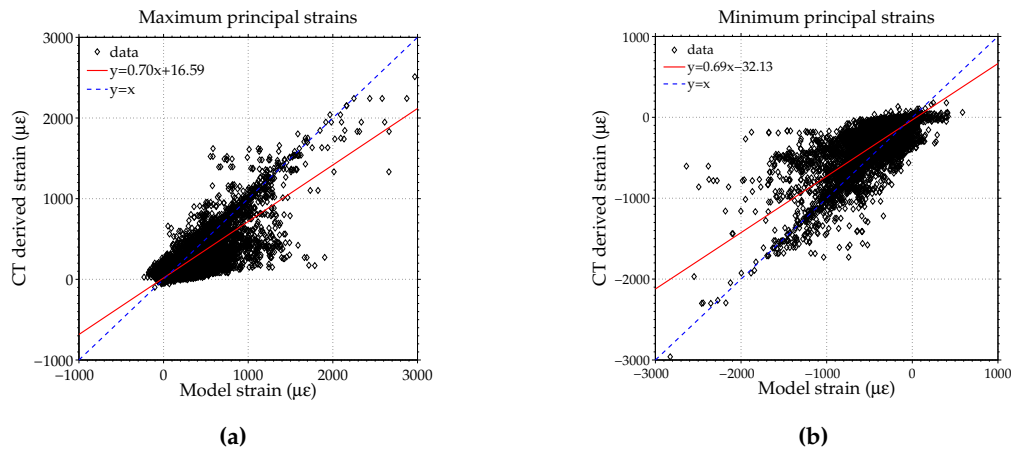 Maximum principal strains
3000
2000
1000
0
−1000
−1000
0
1000
2000
3000
CT derived strain (με)
Model strain (με)
data
y=0.70x+16.59
y=x
(a)
Minimum principal strains
1000
0
−1000
−2000
−3000
−3000
−2000
−1000
0
1000
CT derived strain (με)
Model strain (με)
data
y=0.69x−32.13
y=x
(b)